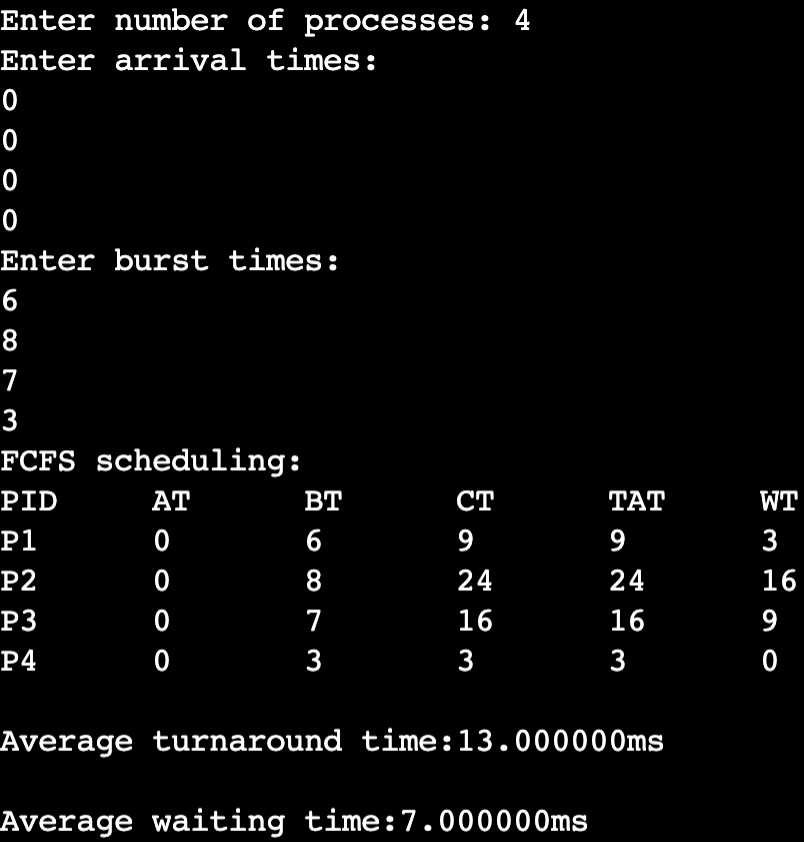 Enter number of processes: 4
Enter arrival times:
0
0
0
0
Enter burst times:
6
8
7
3
FCFS scheduling:
PID AT BT CT TAT WT
P1 0 6 9 9 3
P2 0 8 24 24 16
P3 0 7 16 16 9
P4 0 3 3 3 0
Average turnaround time:13.000000ms
Average waiting time:7.000000ms